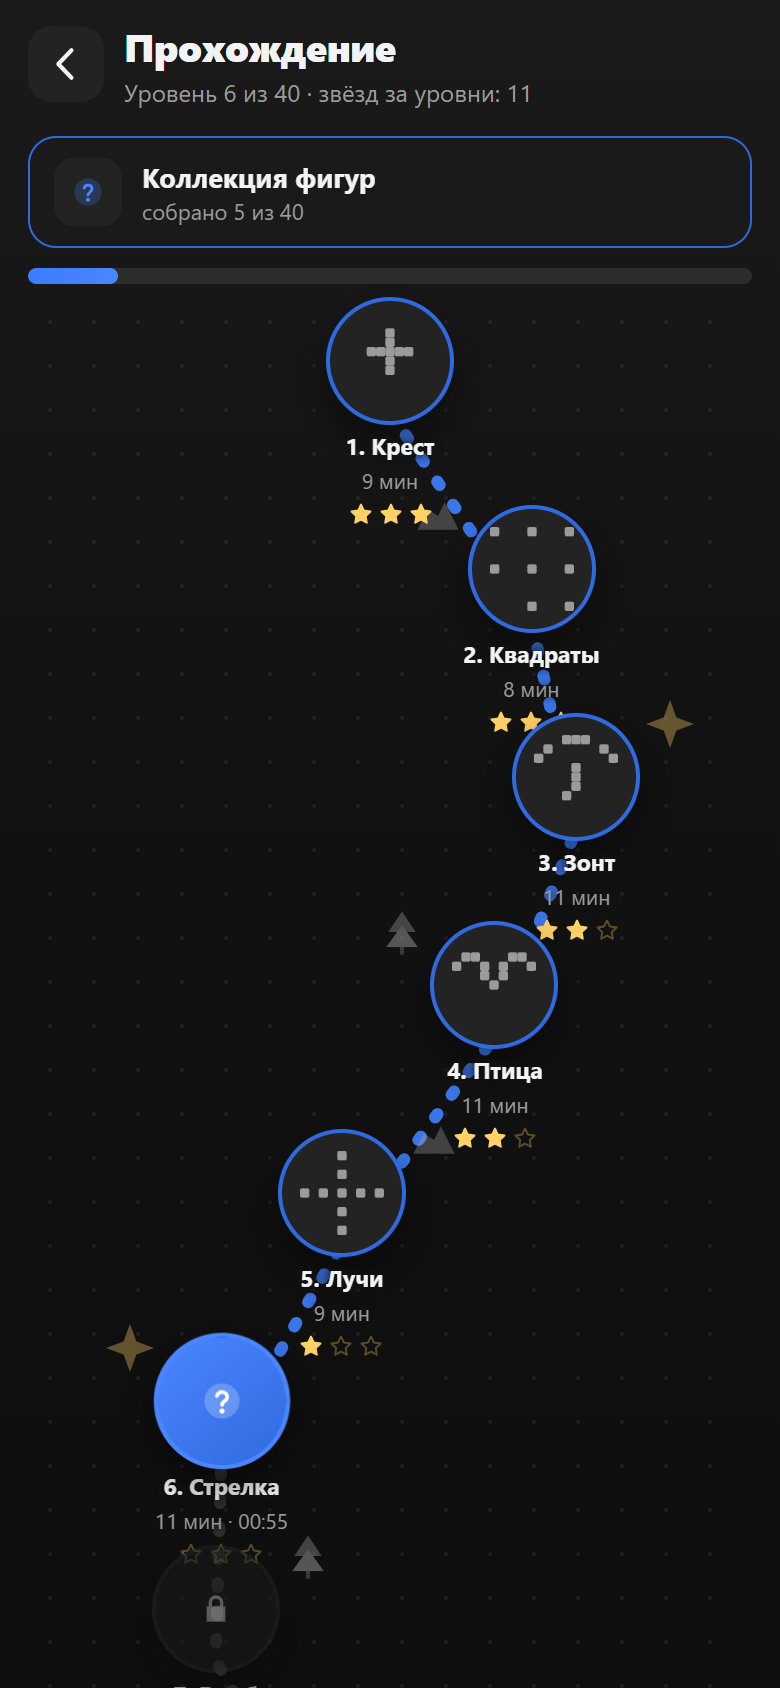 Прохождение
Уровень 6 из 40 · звёзд за уровни: 11
?
Коллекция фигур
собрано 5 из 40
1. Крест
9 мин
2. Квадраты
8 мин
3. Зонт
11 мин
4. Птица
11 мин
5. Лучи
9 мин
?
6. Стрелка
11 мин · 00:55